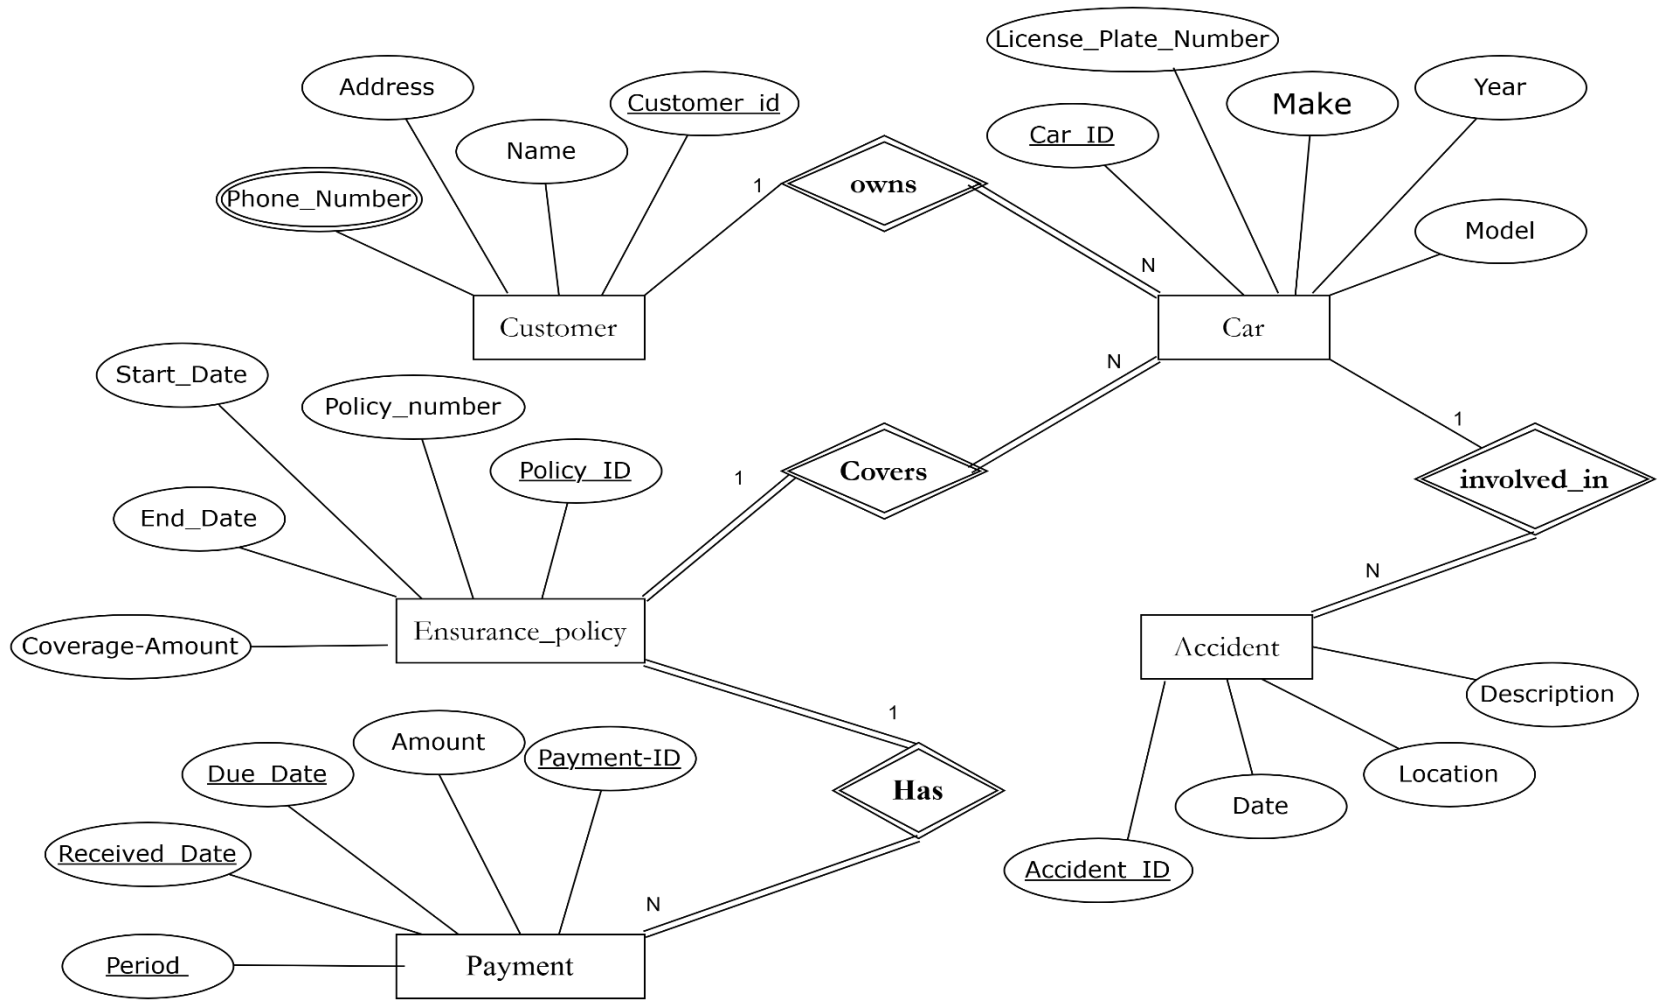 License_Plate_Number
Address
Customer_id
Make
Year
Car_ID
Name
Phone_Number
1
owns
Model
N
Customer
Car
Start_Date
Policy_number
N
1
Policy_ID
1
Covers
involved_in
End_Date
N
Ensurance_policy
Coverage-Amount
Accident
Description
1
Amount
Payment-ID
Due_Date
Has
Location
Date
Received_Date
Accident_ID
N
Period
Payment